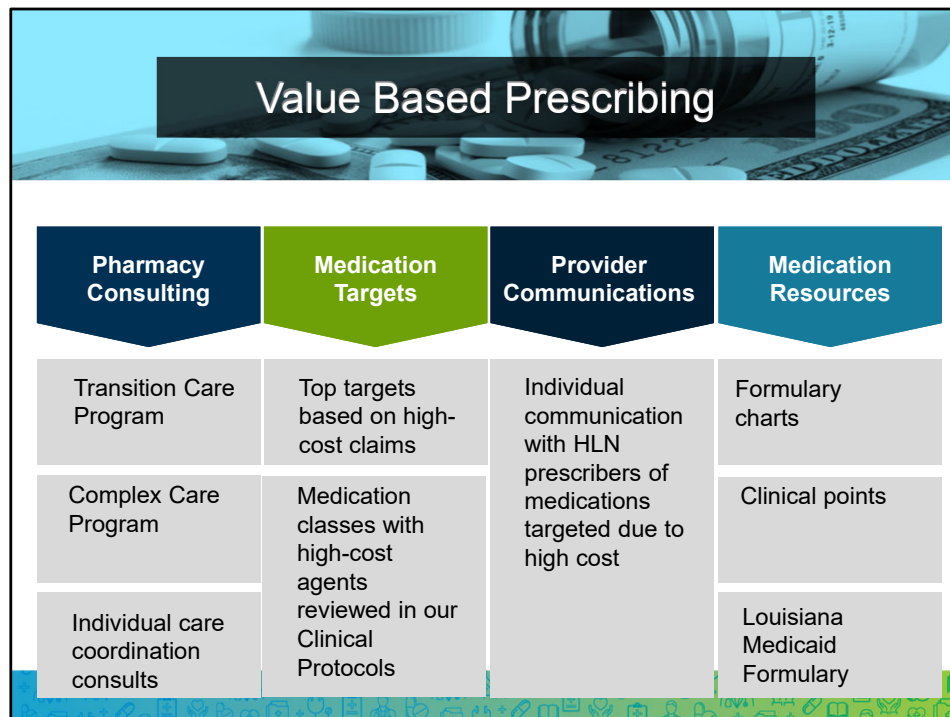 Value Based Prescribing
Pharmacy
Consulting
Transition Care
Program
Complex Care
Program
Individual care
coordination
consults
Medication
Targets
Top targets
based on high-
cost claims
Medication
classes with
high-cost
agents
reviewed in our
Clinical
Protocols
Provider
Communications
Individual
communication
with HLN
prescribers of
medications
targeted due to
high cost
Medication
Resources
Formulary
charts
Clinical points
Louisiana
Medicaid
Formulary